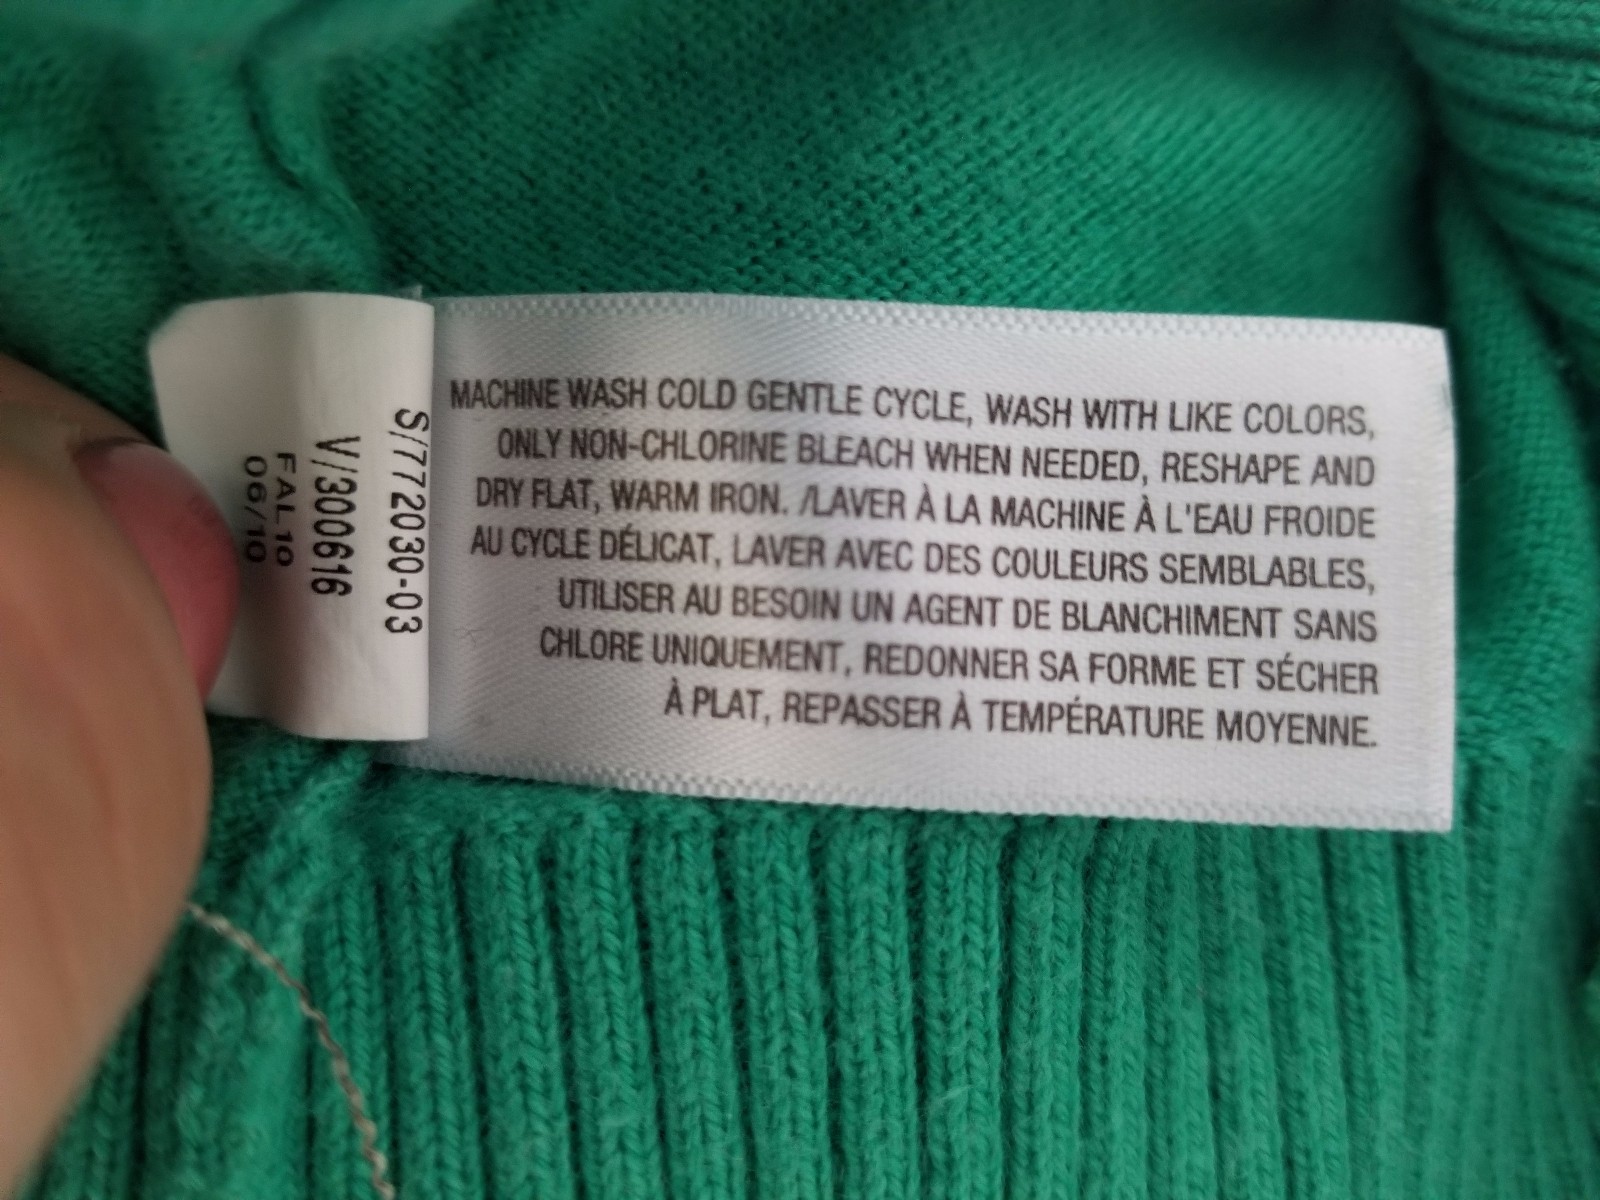 MACHINE WASH COLD GENTLE CYCLE, WASH WITH LIKE COLORS,
ONLY NON-CHLORINE BLEACH WHEN NEEDED, RESHAPE AND
DRY FLAT, WARM IRON. /LAVER À LA MACHINE À L'EAU FROIDE
AU CYCLE DÉLICAT, LAVER AVEC DES COULEURS SEMBLABLES,
UTILISER AU BESOIN UN AGENT DE BLANCHIMENT SANS
CHLORE UNIQUEMENT, REDONNER SA FORME ET SÉCHER
À PLAT, REPASSER À TEMPÉRATURE MOYENNE.
S/772030-03
V/300616
FAL10
06/10